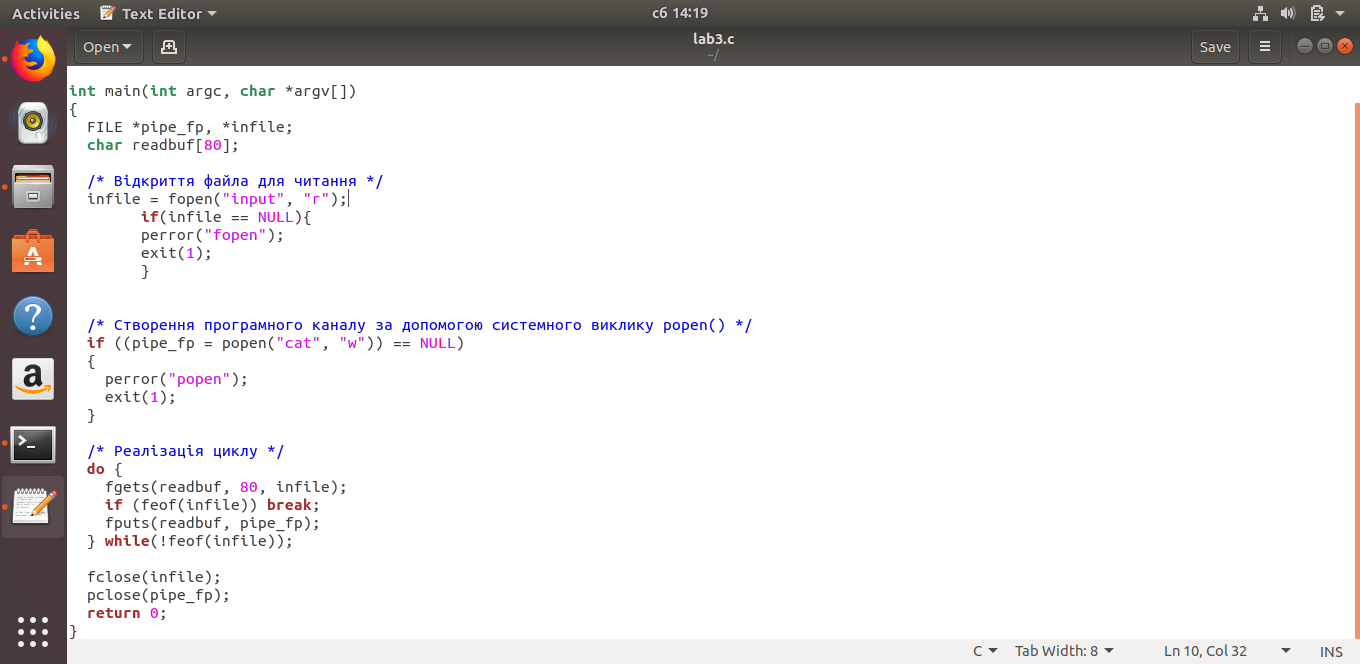 Activities Text Editor сб 14:19
Open lab3.c Save
~/
int main(int argc, char *argv[])
{
  FILE *pipe_fp, *infile;
  char readbuf[80];
  /* Відкриття файла для читання */
  infile = fopen("input", "r");
        if(infile == NULL){
        perror("fopen");
        exit(1);
        }
  /* Створення програмного каналу за допомогою системного виклику popen() */
  if ((pipe_fp = popen("cat", "w")) == NULL)
  {
    perror("popen");
    exit(1);
  }
  /* Реалізація циклу */
  do {
    fgets(readbuf, 80, infile);
    if (feof(infile)) break;
    fputs(readbuf, pipe_fp);
  } while(!feof(infile));
  fclose(infile);
  pclose(pipe_fp);
  return 0;
}
C Tab Width: 8 Ln 10, Col 32 INS